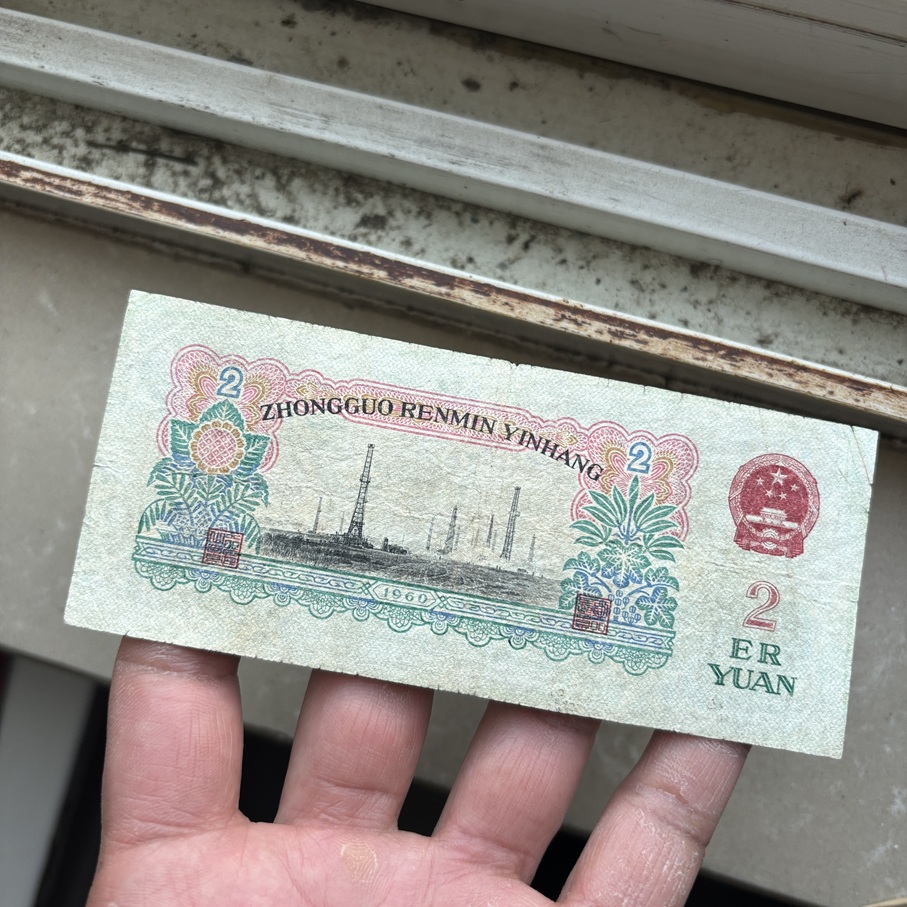 2
ZHONGGUO RENMIN YINHANG
2
1960
2
ER
YUAN